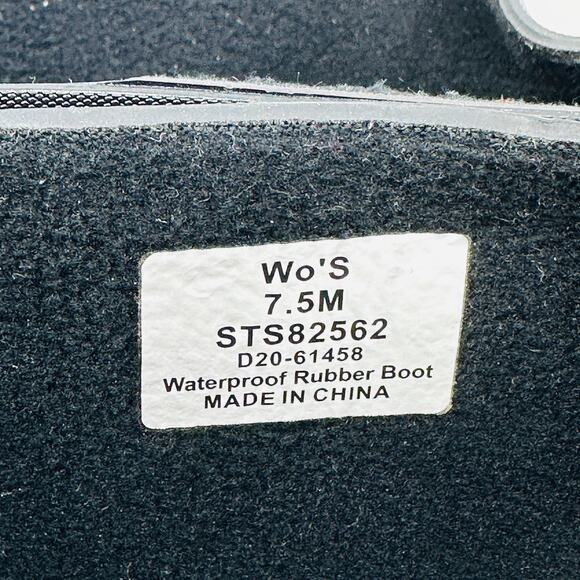 Wo'S
7.5M
STS82562
D20-61458
Waterproof Rubber Boot
MADE IN CHINA